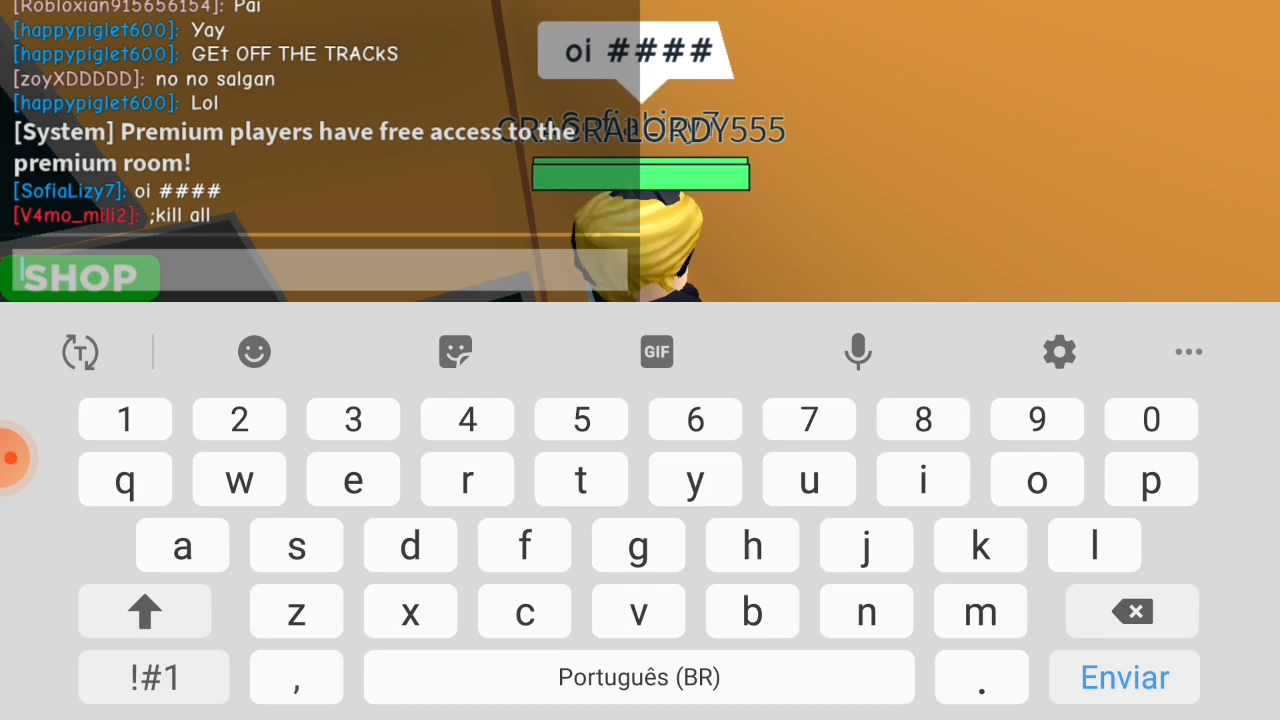 [Robloxian915656154]: Pai
[happypiglet600]: Yay
[happypiglet600]: GEt OFF THE TRACkS
[zoyXDDDDD]: no no salgan
[happypiglet600]: Lol
[System] Premium players have free access to the
premium room!
[SofiaLizy7]: oi ####
[V4mo_mili2]: ;kill all
SHOP
oi ####
GIF
1 2 3 4 5 6 7 8 9 0
q w e r t y u i o p
a s d f g h j k l
z x c v b n m
!#1 , Português (BR) . Enviar